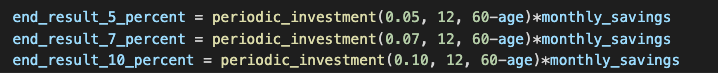 end_result_5_percent = periodic_investment(0.05, 12, 60-age)*monthly_savings
end_result_7_percent = periodic_investment(0.07, 12, 60-age)*monthly_savings
end_result_10_percent = periodic_investment(0.10, 12, 60-age)*monthly_savings